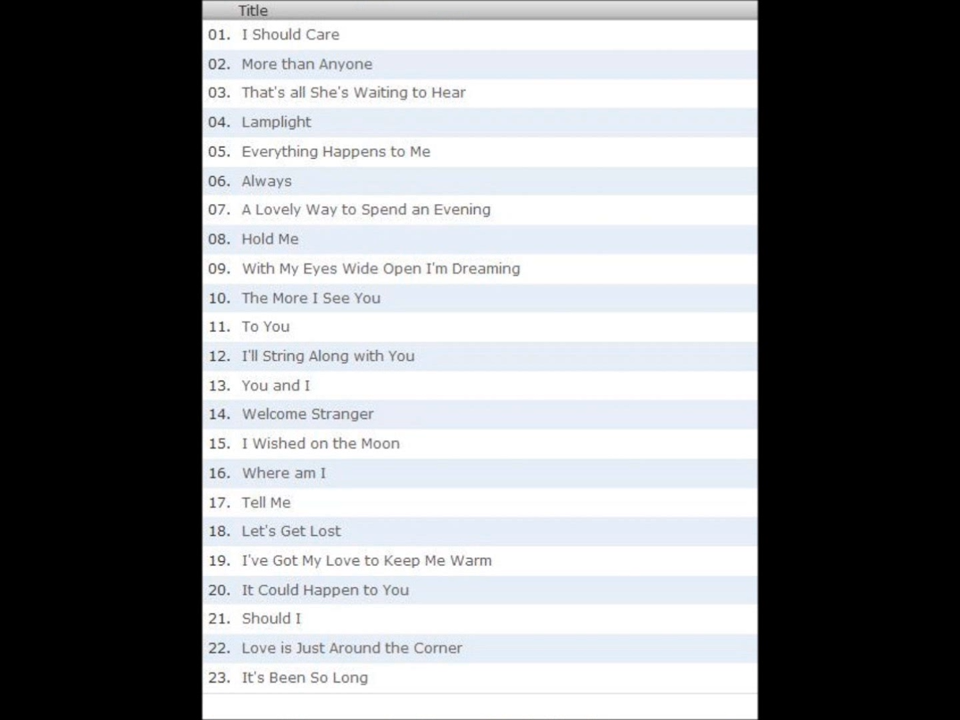 Title
01. I Should Care
02. More than Anyone
03. That's all She's Waiting to Hear
04. Lamplight
05. Everything Happens to Me
06. Always
07. A Lovely Way to Spend an Evening
08. Hold Me
09. With My Eyes Wide Open I'm Dreaming
10. The More I See You
11. To You
12. I'll String Along with You
13. You and I
14. Welcome Stranger
15. I Wished on the Moon
16. Where am I
17. Tell Me
18. Let's Get Lost
19. I've Got My Love to Keep Me Warm
20. It Could Happen to You
21. Should I
22. Love is Just Around the Corner
23. It's Been So Long